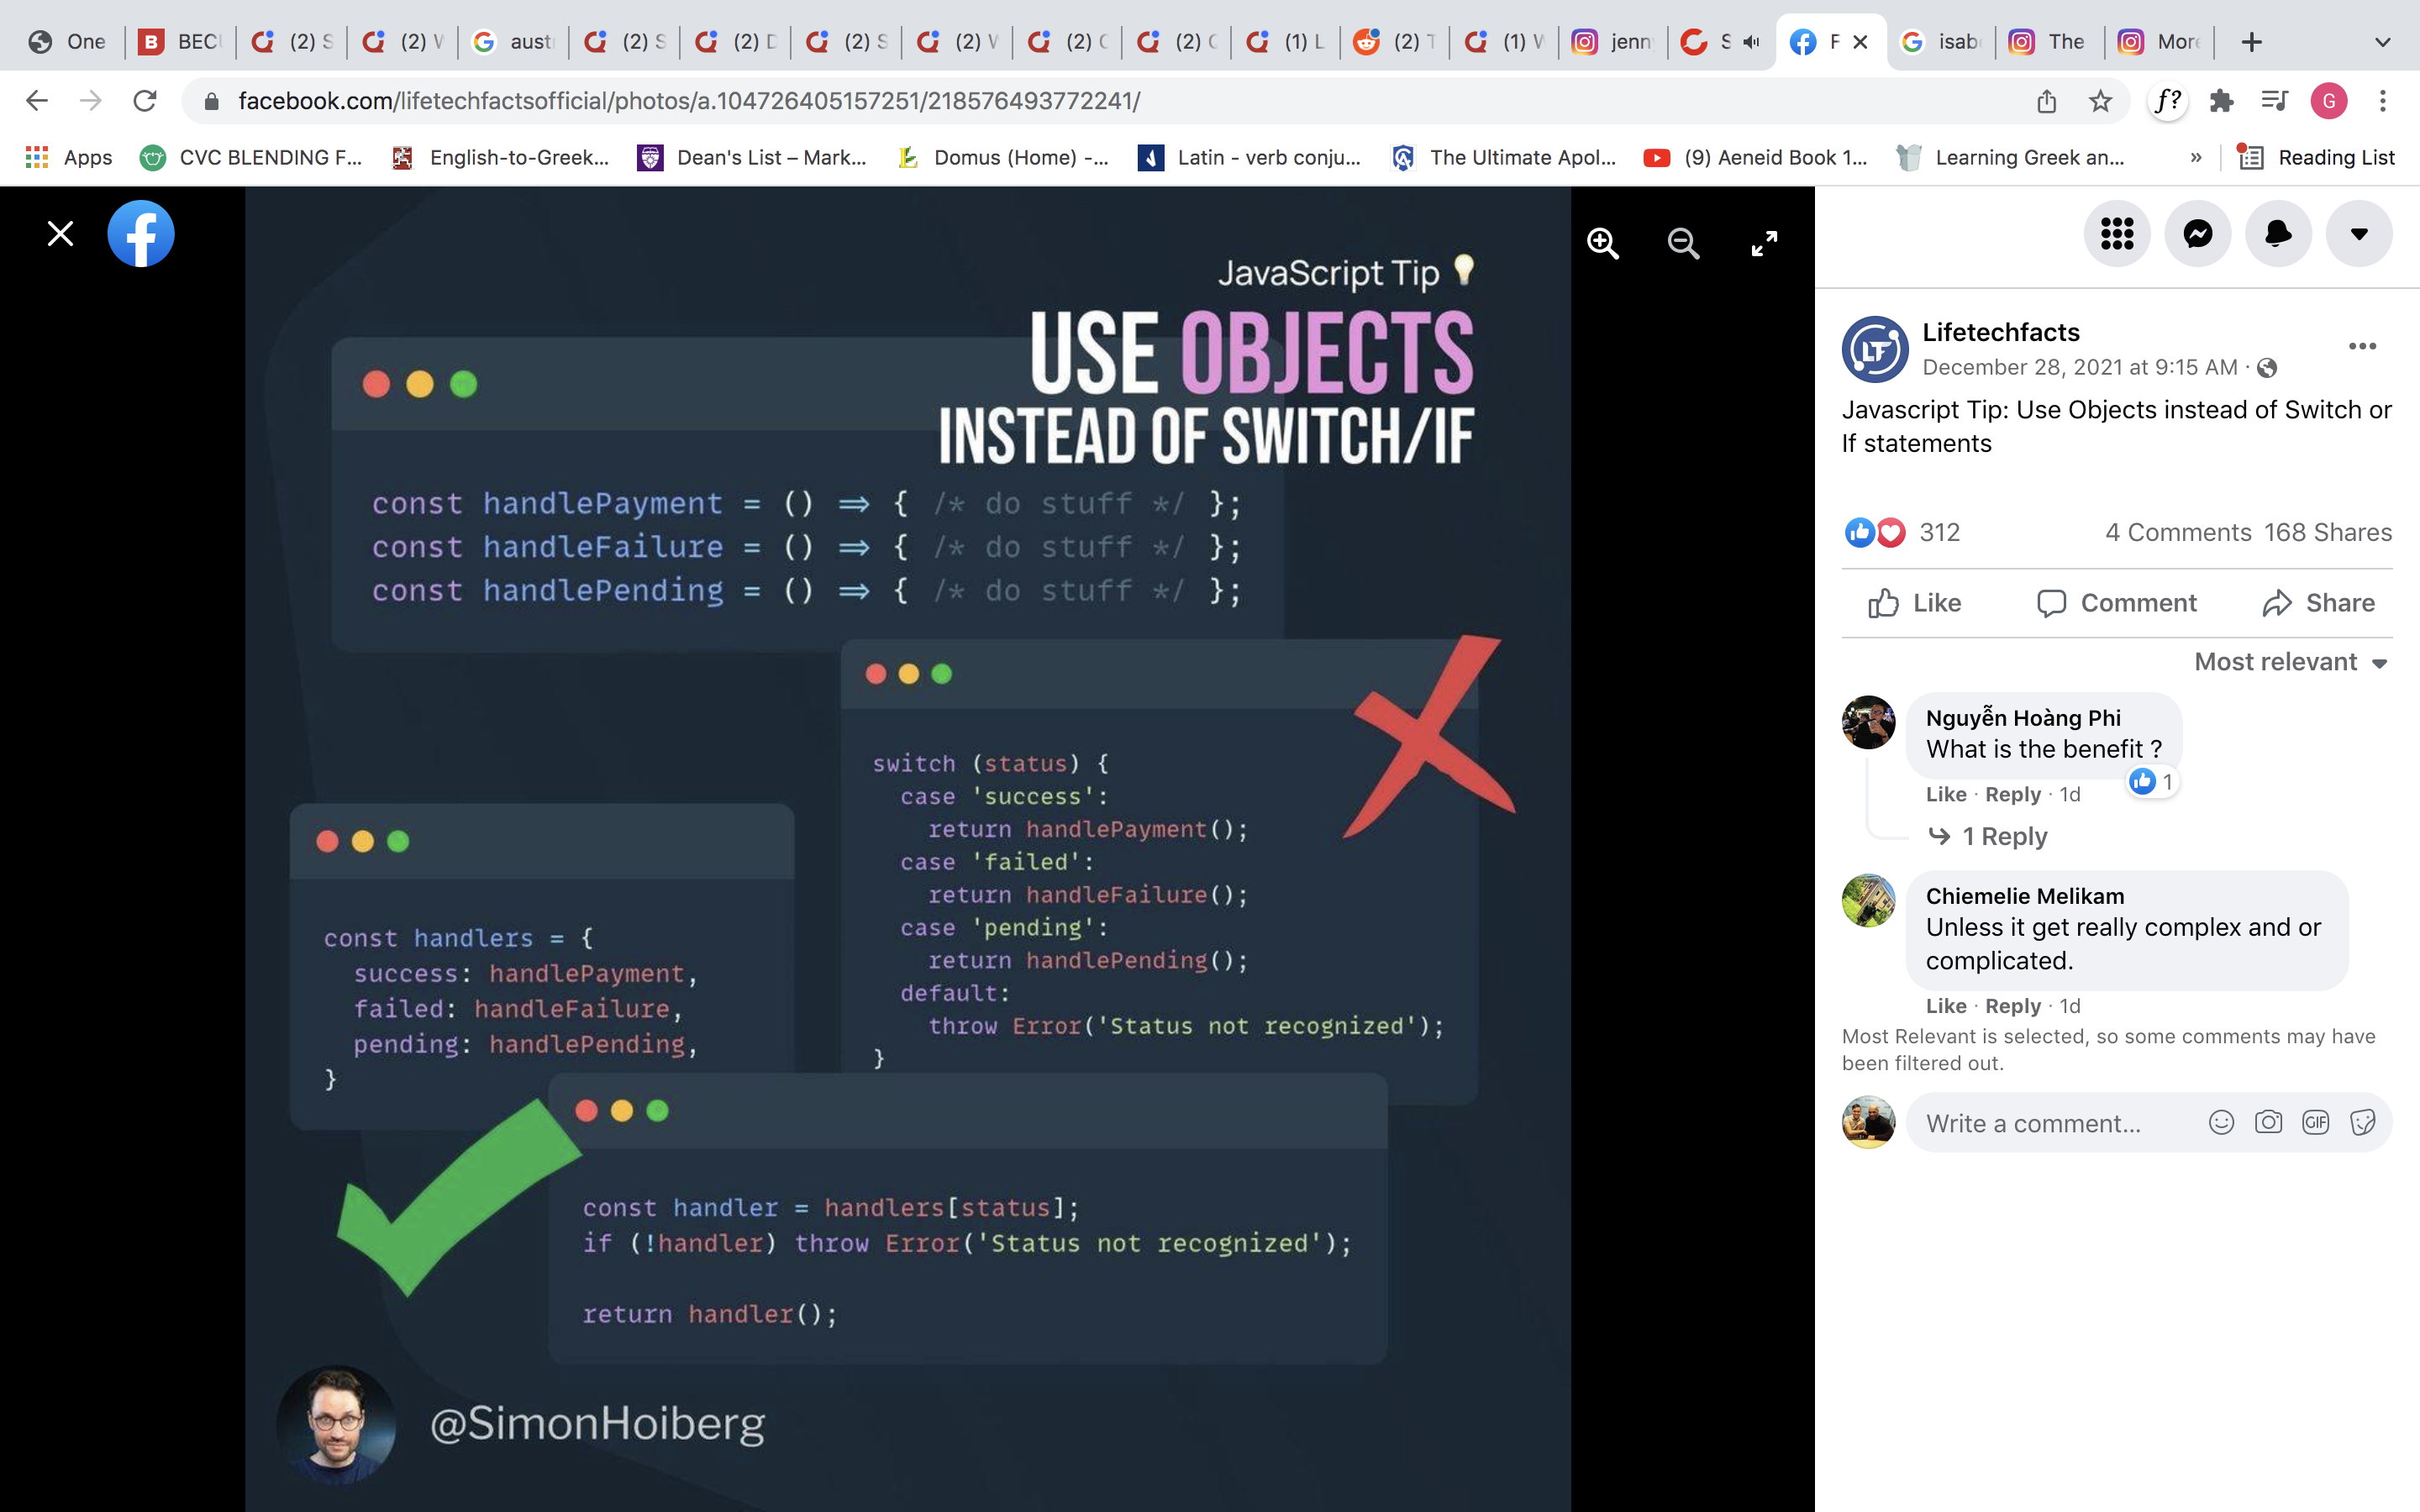 One
BEC
(2) S
(2) W
aust
(2) S
(2) D
(2) S
(2) W
(2) C
(2) C
(1) L
(2) T
(1) W
jenn
S
F
isab
The
More
facebook.com/lifetechfactsofficial/photos/a.104726405157251/218576493772241/
f?
G
Apps
CVC BLENDING F...
English-to-Greek...
Dean's List – Mark...
Domus (Home) -...
Latin - verb conju...
The Ultimate Apol...
(9) Aeneid Book 1...
Learning Greek an...
»
Reading List
JavaScript Tip
USE OBJECTS
INSTEAD OF SWITCH/IF
const handlePayment = () => { /* do stuff */ };
const handleFailure = () => { /* do stuff */ };
const handlePending = () => { /* do stuff */ };
switch (status) {
case 'success':
return handlePayment();
case 'failed':
return handleFailure();
case 'pending':
return handlePending();
default:
throw Error('Status not recognized');
}
const handlers = {
success: handlePayment,
failed: handleFailure,
pending: handlePending,
}
const handler = handlers[status];
if (!handler) throw Error('Status not recognized');
return handler();
@SimonHoiberg
LF
Lifetechfacts
December 28, 2021 at 9:15 AM ·
Javascript Tip: Use Objects instead of Switch or
If statements
312
4 Comments 168 Shares
Like
Comment
Share
Most relevant
Nguyễn Hoàng Phi
What is the benefit ?
1
Like · Reply · 1d
1 Reply
Chiemelie Melikam
Unless it get really complex and or
complicated.
Like · Reply · 1d
Most Relevant is selected, so some comments may have
been filtered out.
Write a comment...
GIF